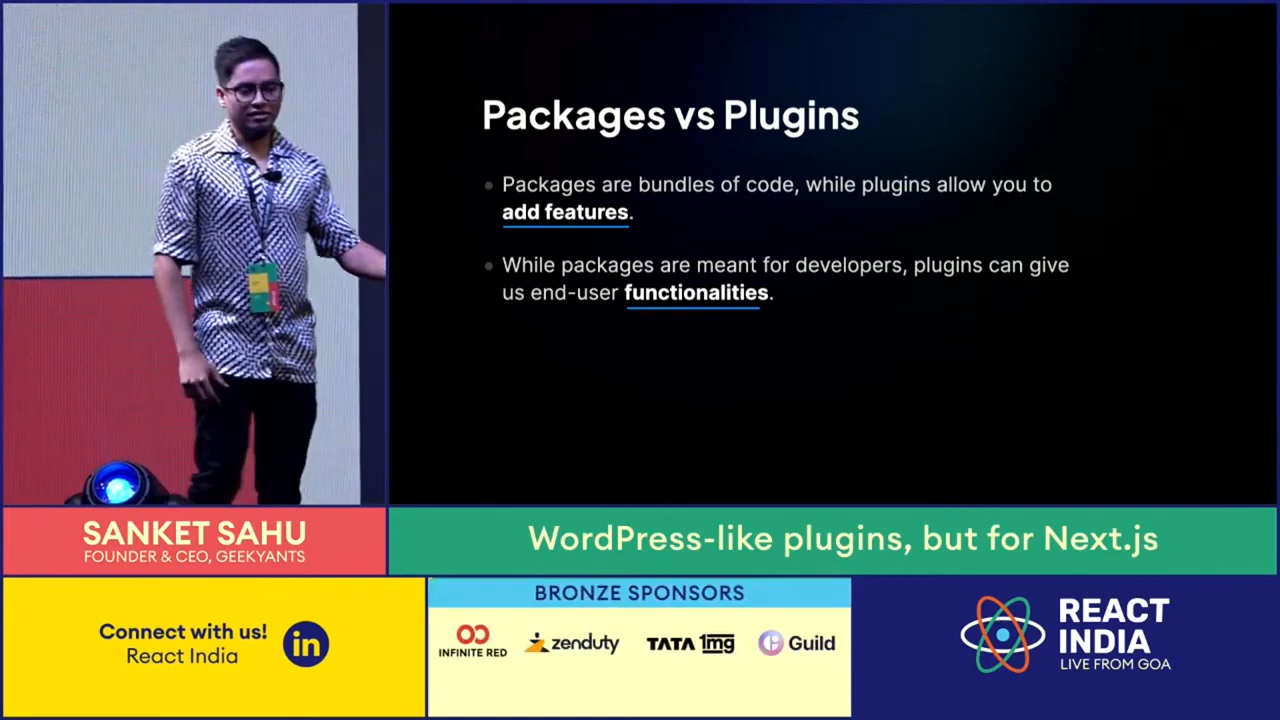 Packages vs Plugins
Packages are bundles of code, while plugins allow you to
add features.
While packages are meant for developers, plugins can give
us end-user functionalities.
SANKET SAHU
FOUNDER & CEO, GEEKYANTS
WordPress-like plugins, but for Next.js
Connect with us!
React India
in
BRONZE SPONSORS
INFINITE RED
zenduty
TATA 1mg
Guild
REACT
INDIA
LIVE FROM GOA